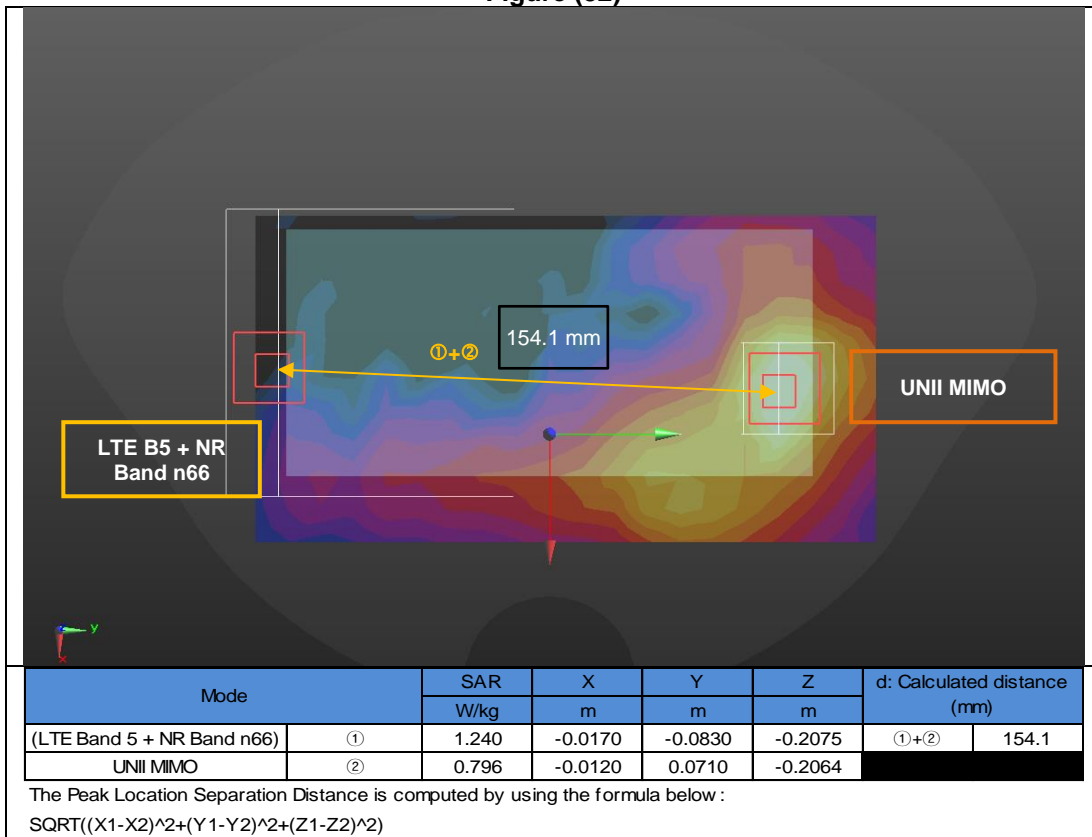 154.1 mm
①+②
UNII MIMO
LTE B5 + NR
Band n66
y
x
Mode SAR X Y Z d: Calculated distance
W/kg m m m (mm)
(LTE Band 5 + NR Band n66) ① 1.240 -0.0170 -0.0830 -0.2075 ①+② 154.1
UNII MIMO ② 0.796 -0.0120 0.0710 -0.2064
The Peak Location Separation Distance is computed by using the formula below :
SQRT((X1-X2)^2+(Y1-Y2)^2+(Z1-Z2)^2)